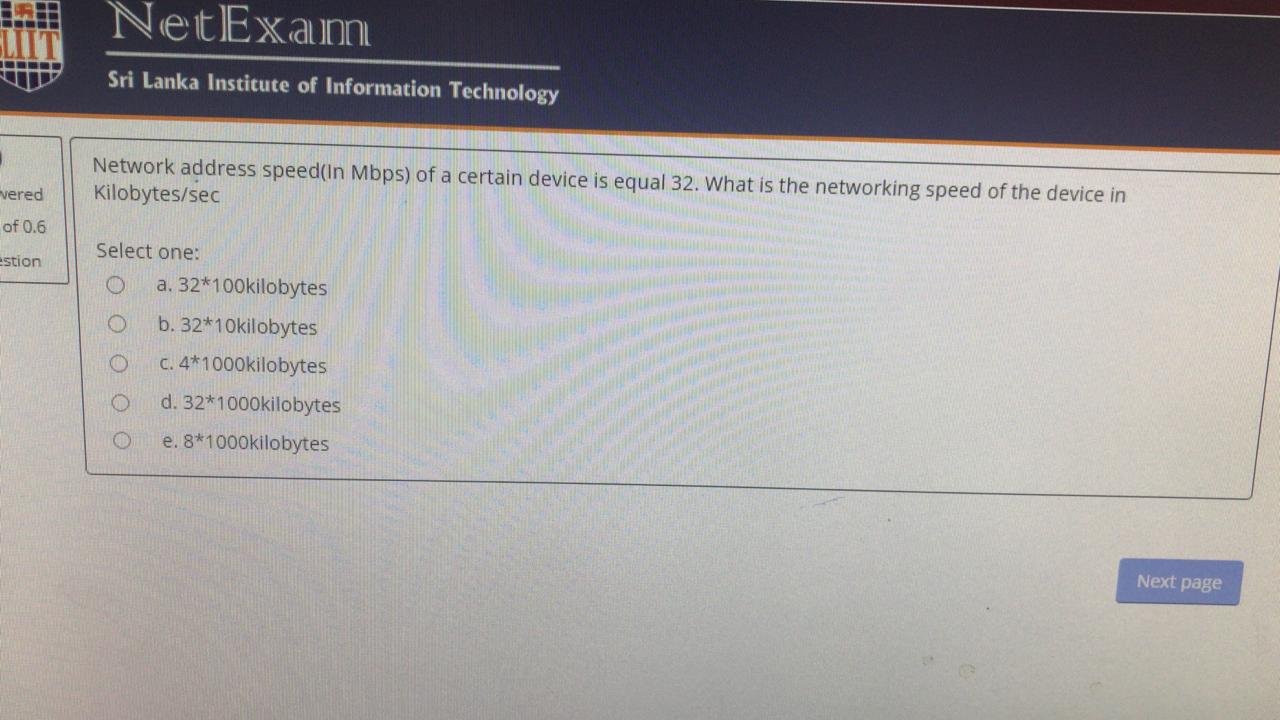 NetExam
SLIIT
Sri Lanka Institute of Information Technology
Network address speed(In Mbps) of a certain device is equal 32. What is the networking speed of the device in
Kilobytes/sec
vered
of 0.6
estion
Select one:
a. 32*100kilobytes
b. 32*10kilobytes
c. 4*1000kilobytes
d. 32*1000kilobytes
e. 8*1000kilobytes
Next page